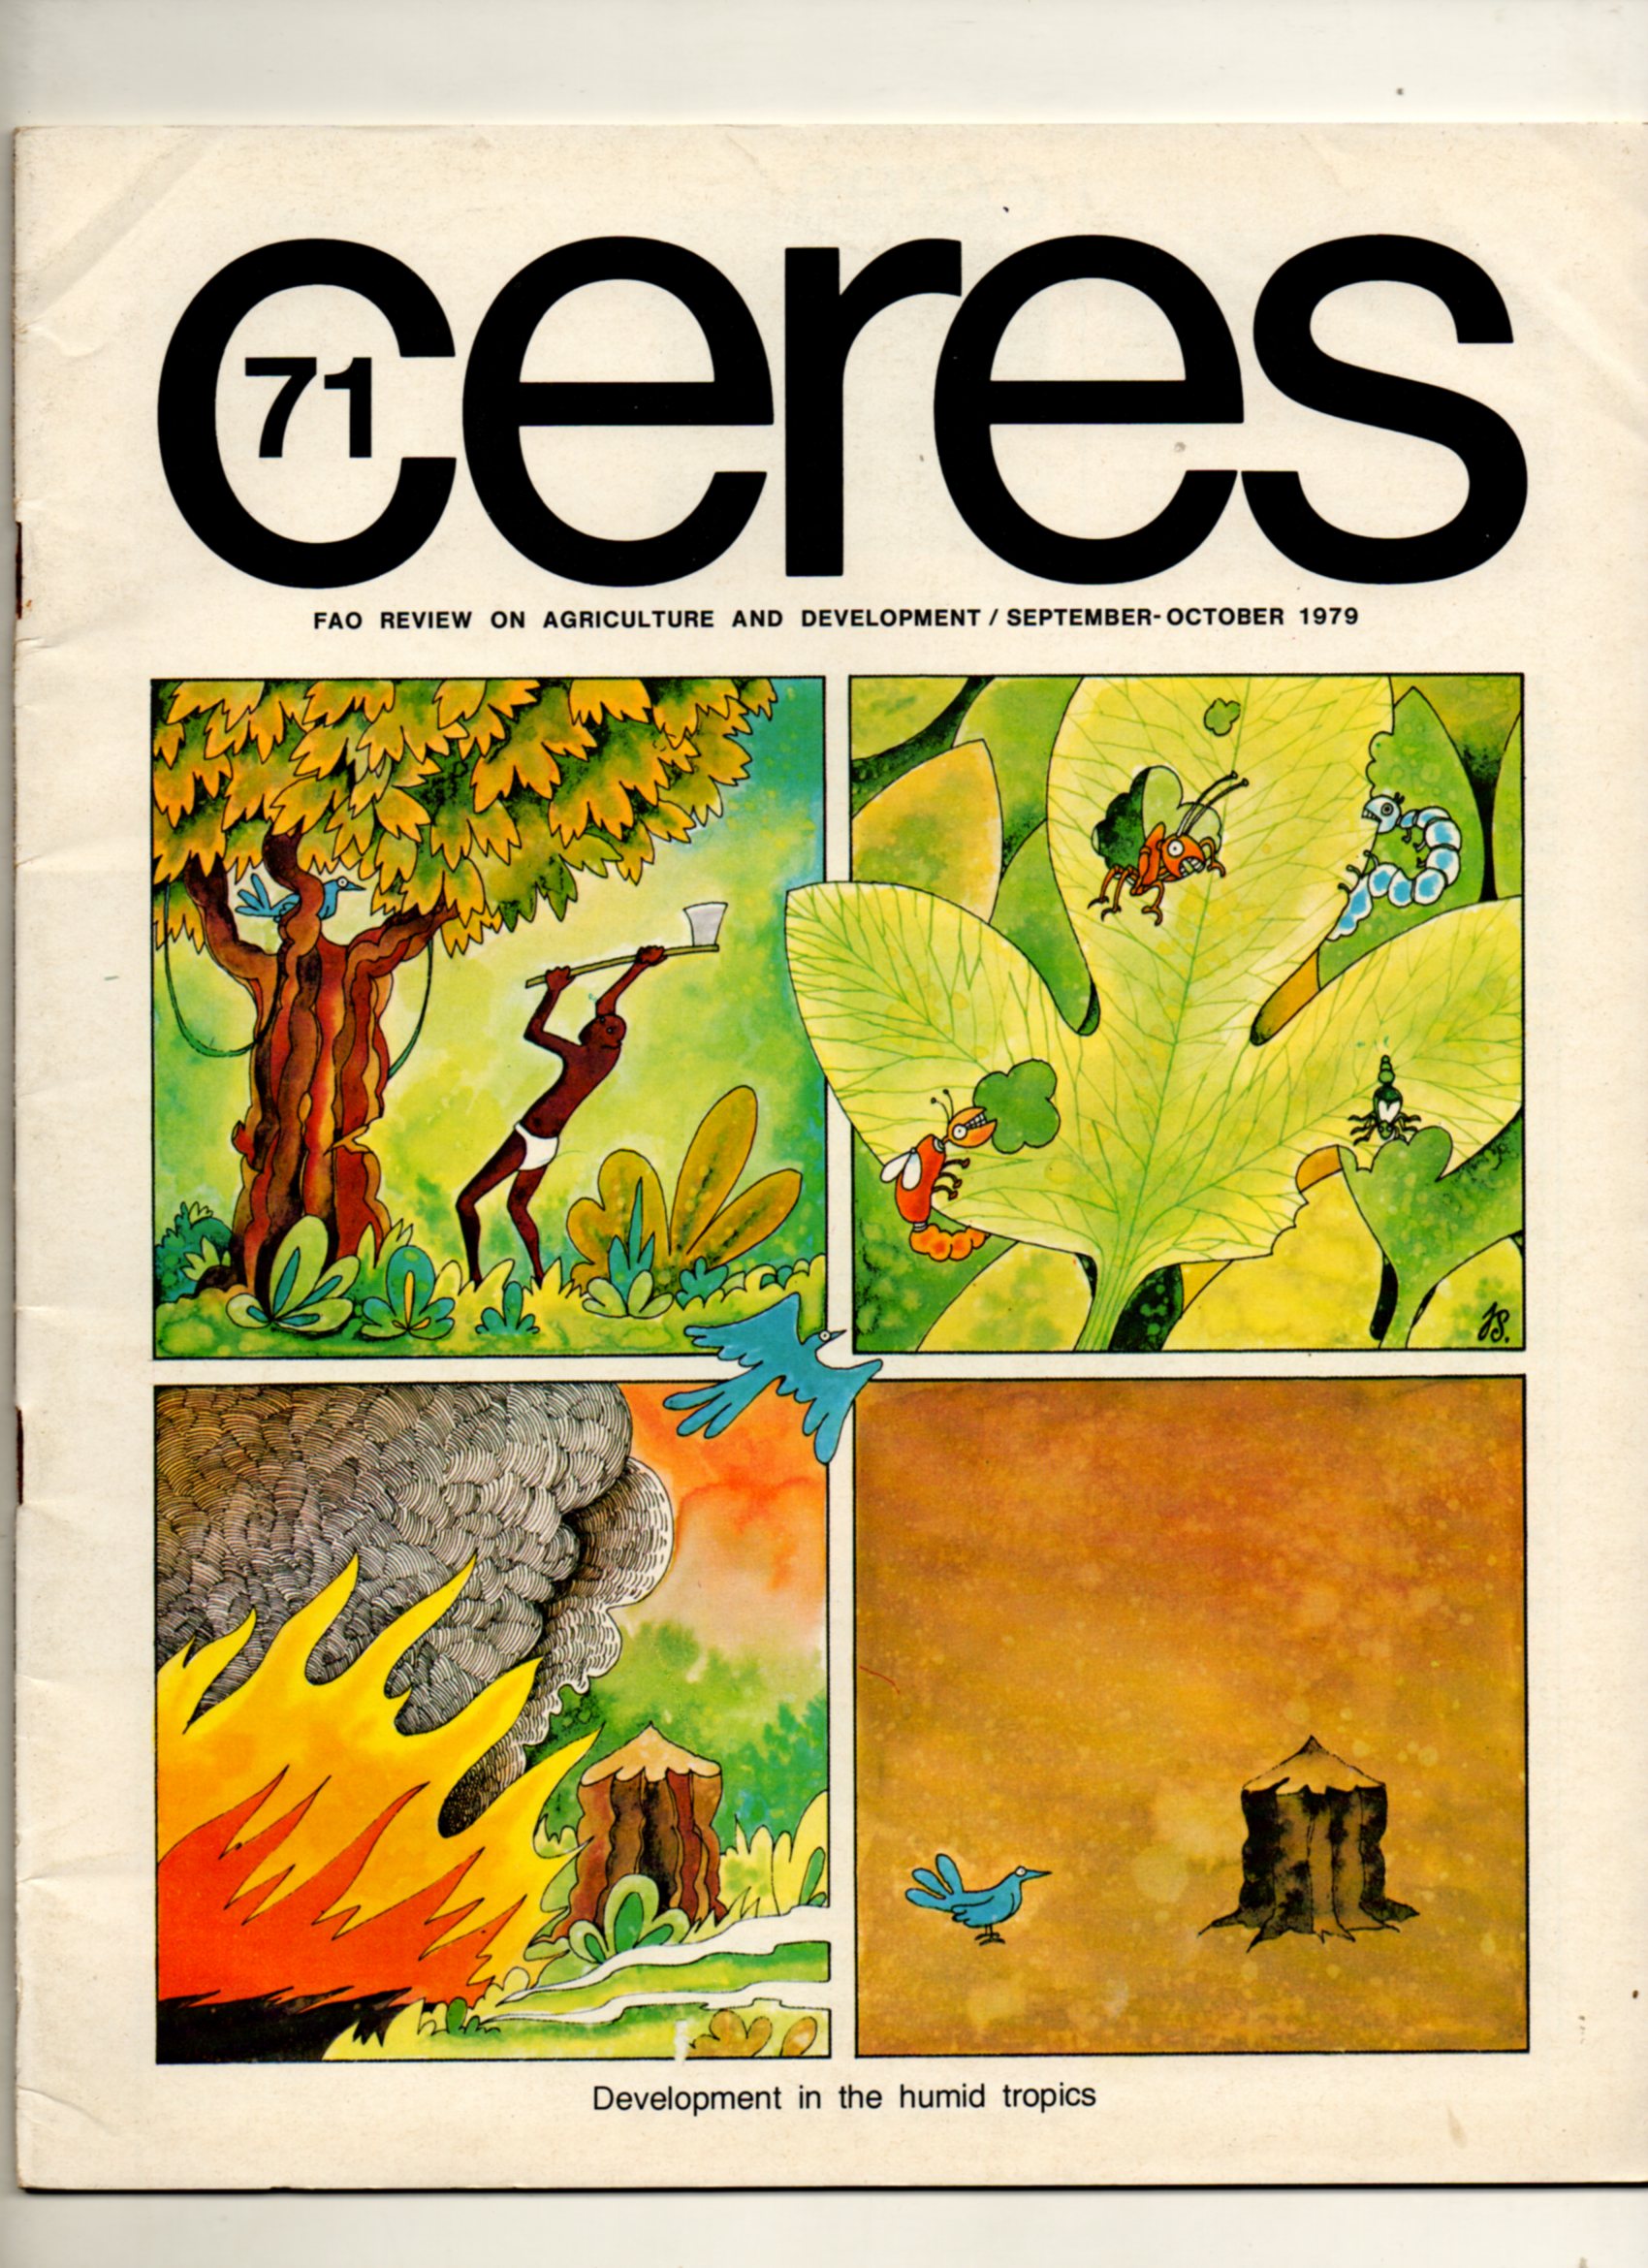 ceres
71
FAO REVIEW ON AGRICULTURE AND DEVELOPMENT / SEPTEMBER-OCTOBER 1979
JS.
Development in the humid tropics